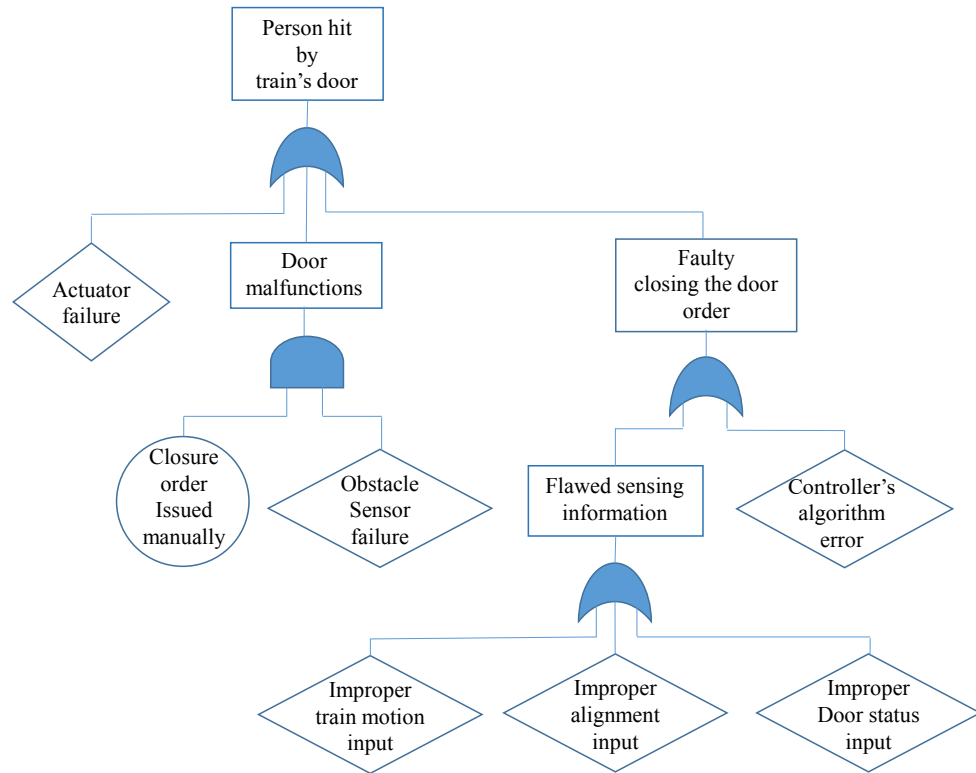 Person hit
by
train's door
Actuator
failure
Door
malfunctions
Faulty
closing the door
order
Closure
order
Issued
manually
Obstacle
Sensor
failure
Flawed sensing
information
Controller's
algorithm
error
Improper
train motion
input
Improper
alignment
input
Improper
Door status
input